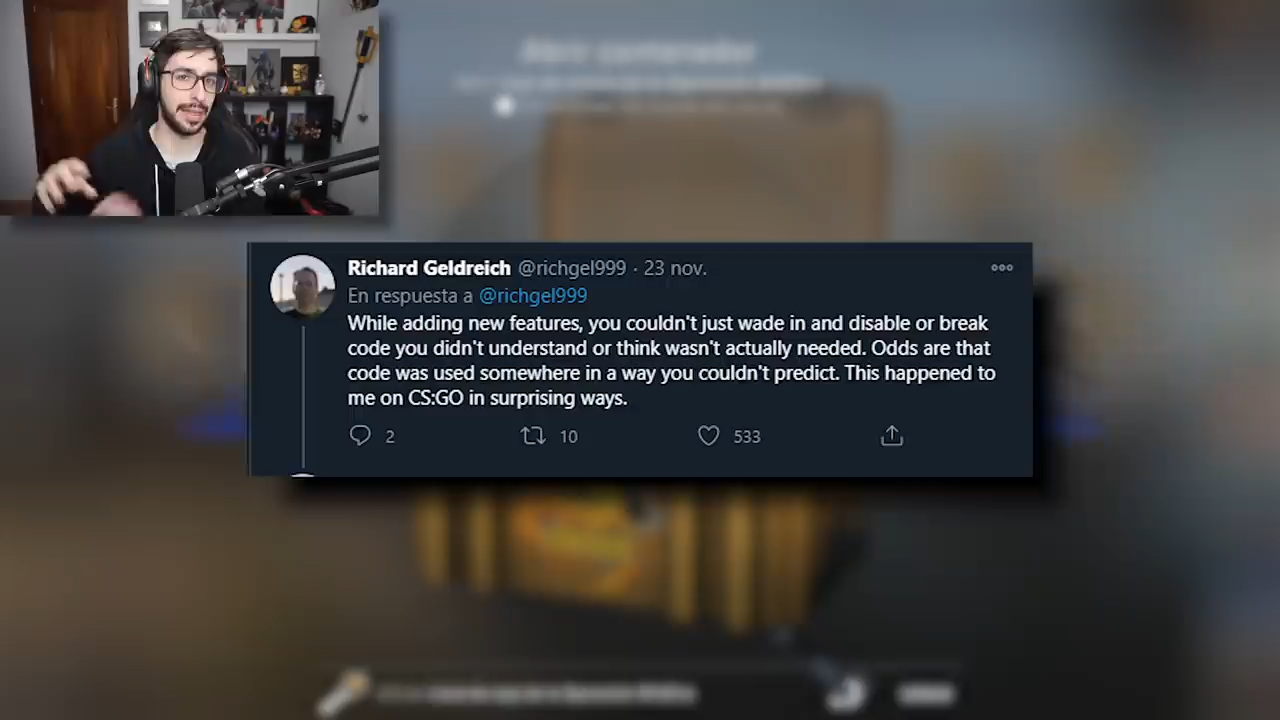 Richard Geldreich @richgel999 · 23 nov.
En respuesta a @richgel999
While adding new features, you couldn't just wade in and disable or break
code you didn't understand or think wasn't actually needed. Odds are that
code was used somewhere in a way you couldn't predict. This happened to
me on CS:GO in surprising ways.
2 10 533